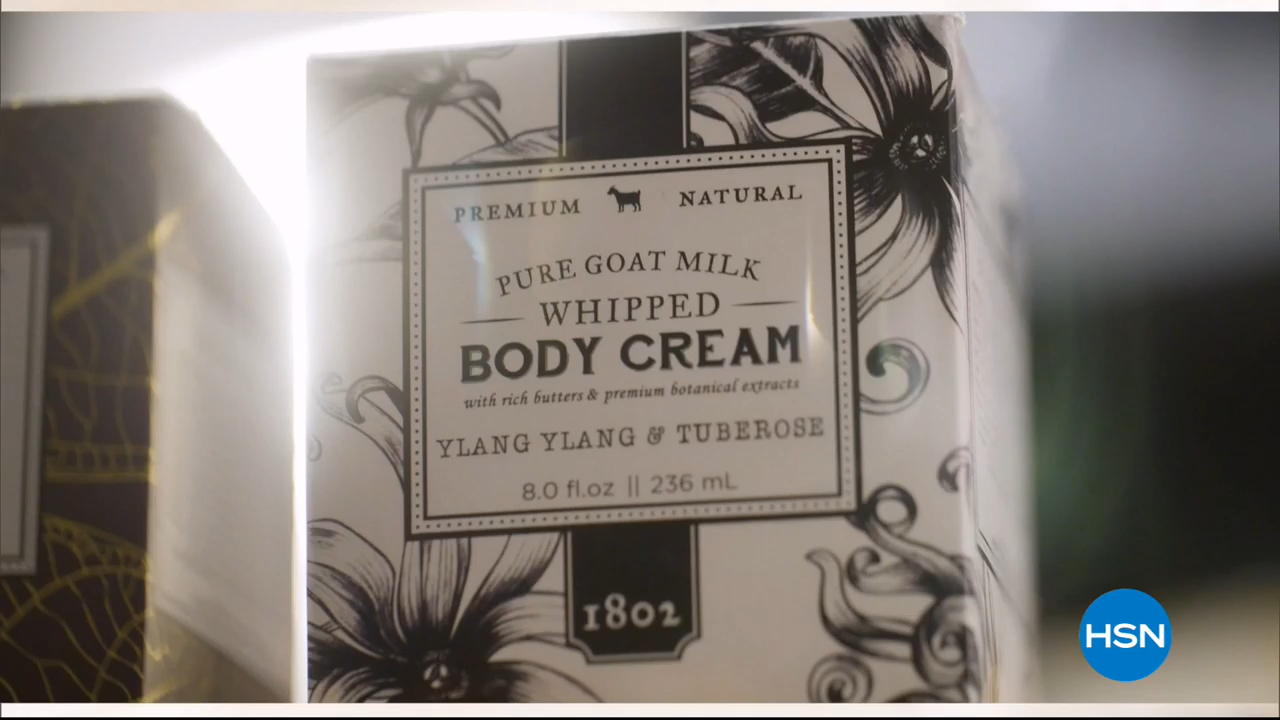 PREMIUM NATURAL
PURE GOAT MILK
WHIPPED
BODY CREAM
with rich butters & premium botanical extracts
YLANG YLANG & TUBEROSE
8.0 fl.oz || 236 mL
1802
HSN